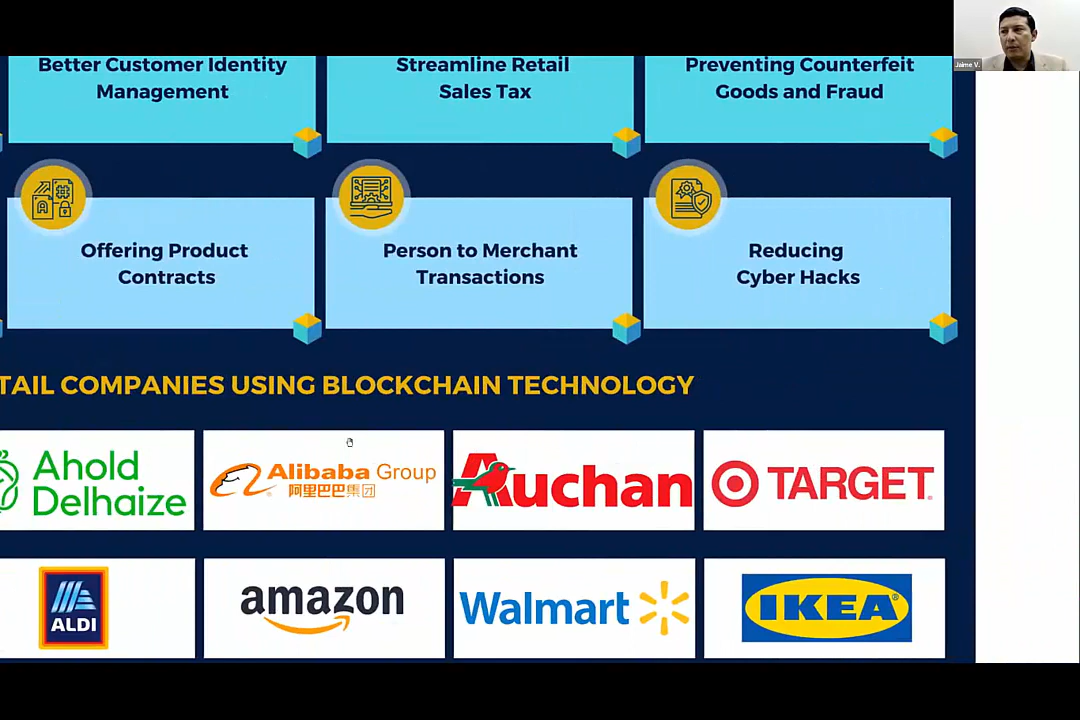 Jaime V.
Better Customer Identity
Management
Streamline Retail
Sales Tax
Preventing Counterfeit
Goods and Fraud
Offering Product
Contracts
Person to Merchant
Transactions
Reducing
Cyber Hacks
TAIL COMPANIES USING BLOCKCHAIN TECHNOLOGY
Ahold
Delhaize
Alibaba Group
阿里巴巴集团
Auchan
TARGET.
ALDI
amazon
Walmart
IKEA®